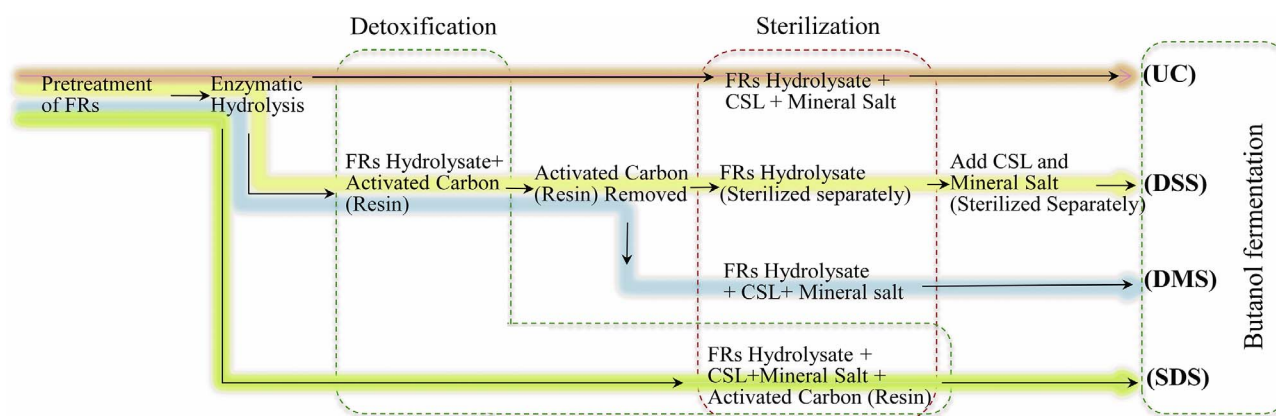 Detoxification
Sterilization
Pretreatment
of FRs
Enzymatic
Hydrolysis
FRs Hydrolysate +
CSL + Mineral Salt
(UC)
FRs Hydrolysate+
Activated Carbon
(Resin)
Activated Carbon
(Resin) Removed
FRs Hydrolysate
(Sterilized separately)
Add CSL and
Mineral Salt
(Sterilized Separately)
(DSS)
FRs Hydrolysate
+ CSL+ Mineral salt
(DMS)
FRs Hydrolysate +
CSL+Mineral Salt +
Activated Carbon (Resin)
(SDS)
Butanol fermentation